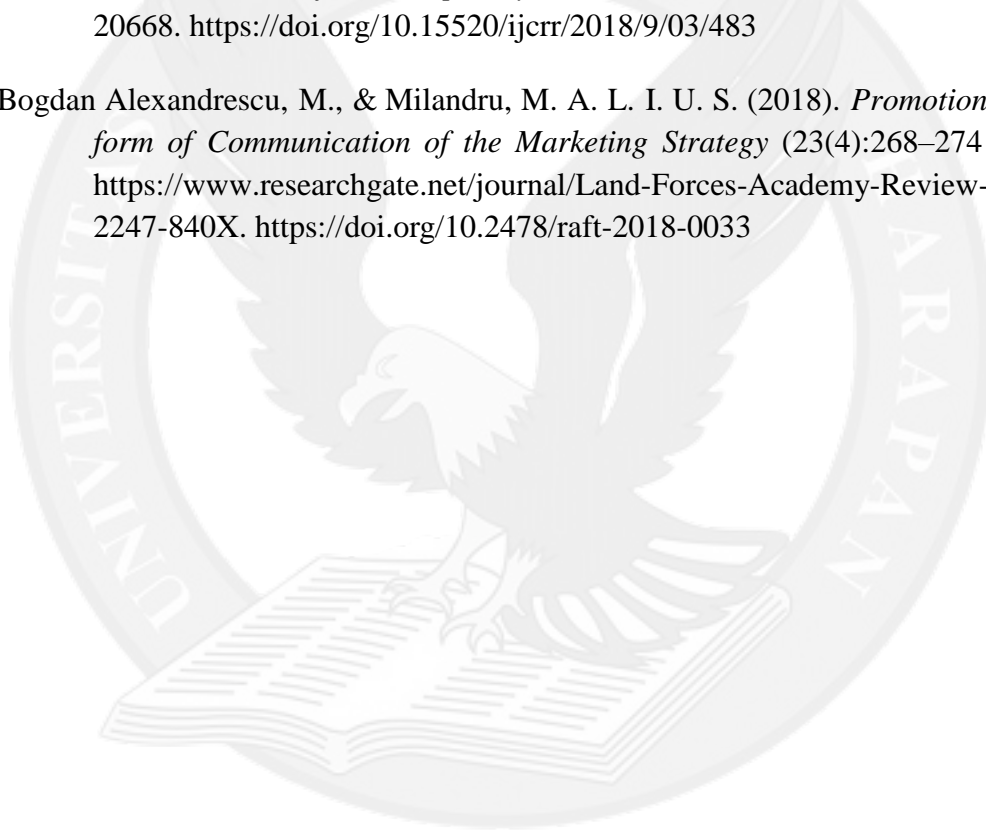 20668. https://doi.org/10.15520/ijcrr/2018/9/03/483
Bogdan Alexandrescu, M., & Milandru, M. A. L. I. U. S. (2018). Promotion
form of Communication of the Marketing Strategy (23(4):268–274
https://www.researchgate.net/journal/Land-Forces-Academy-Review-
2247-840X. https://doi.org/10.2478/raft-2018-0033
UNIVERSITAS
HARAPAN